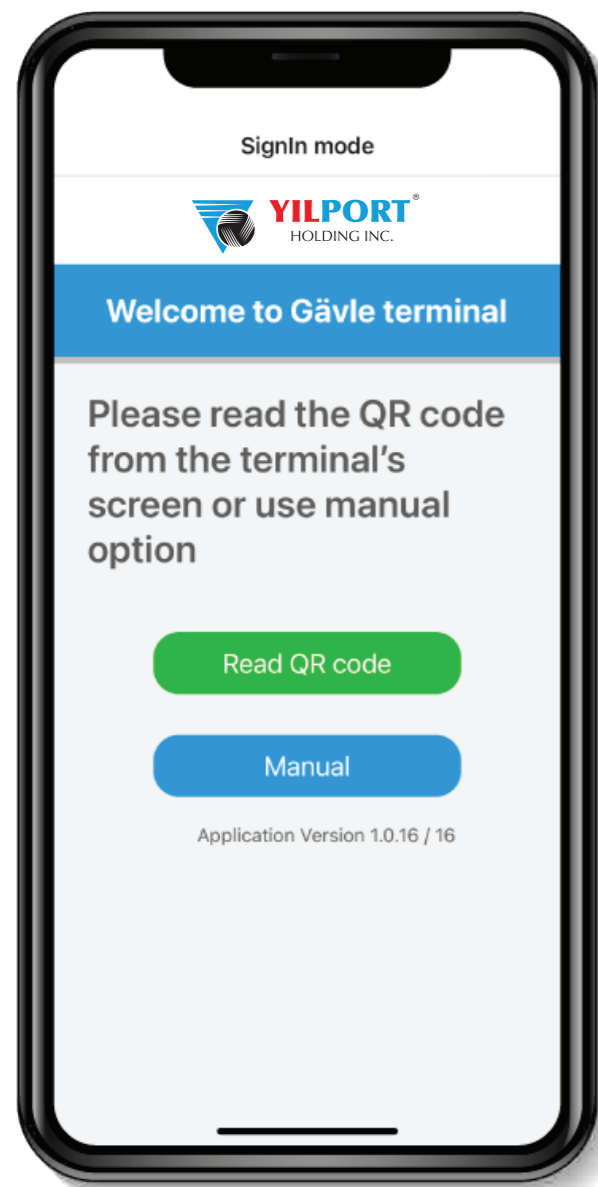 SignIn mode
YILPORT®
HOLDING INC.
Welcome to Gävle terminal
Please read the QR code
from the terminal's
screen or use manual
option
Read QR code
Manual
Application Version 1.0.16 / 16